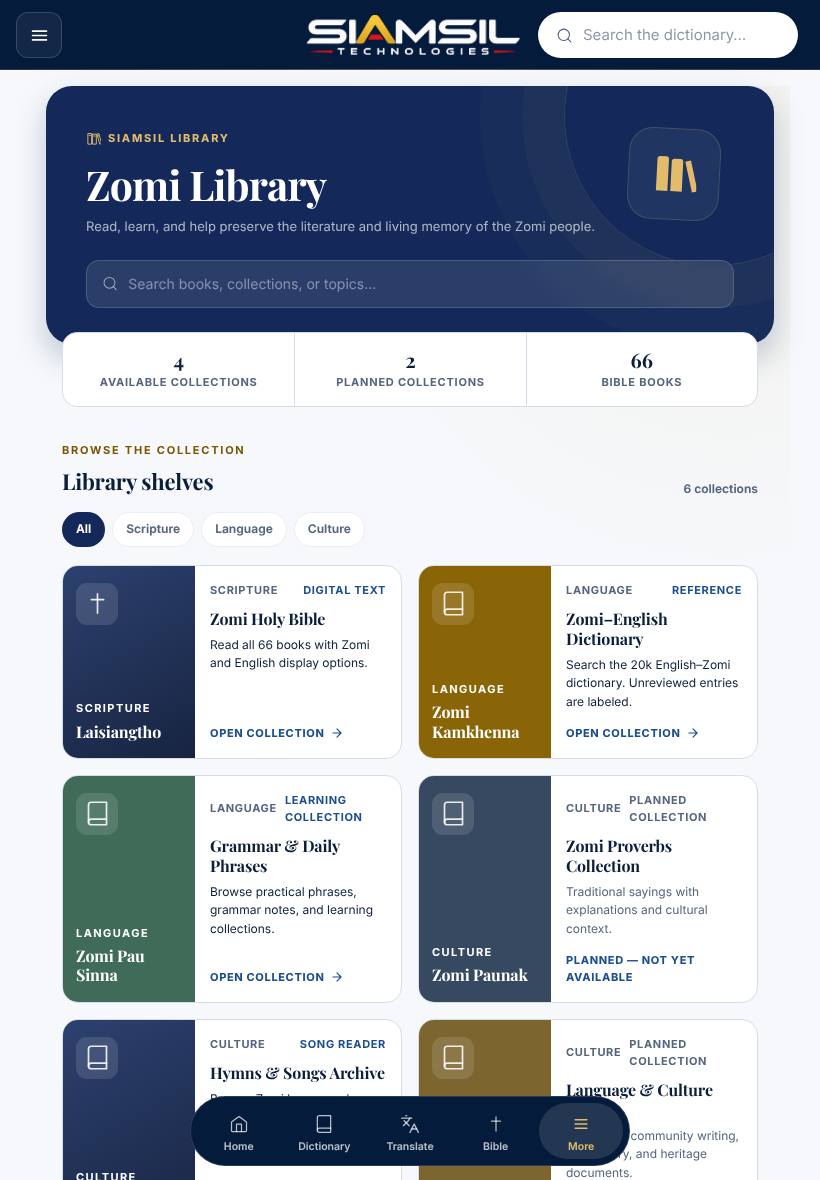 SIAMSIL
TECHNOLOGIES
Search the dictionary...
SIAMSIL LIBRARY
Zomi Library
Read, learn, and help preserve the literature and living memory of the Zomi people.
Search books, collections, or topics...
4
AVAILABLE COLLECTIONS
2
PLANNED COLLECTIONS
66
BIBLE BOOKS
BROWSE THE COLLECTION
Library shelves
6 collections
All
Scripture
Language
Culture
SCRIPTURE
Laisiangtho
SCRIPTURE
DIGITAL TEXT
Zomi Holy Bible
Read all 66 books with Zomi
and English display options.
OPEN COLLECTION →
LANGUAGE
Zomi
Kamkhenna
LANGUAGE
REFERENCE
Zomi–English
Dictionary
Search the 20k English–Zomi
dictionary. Unreviewed entries
are labeled.
OPEN COLLECTION →
LANGUAGE
Zomi Pau
Sinna
LANGUAGE
LEARNING
COLLECTION
Grammar & Daily
Phrases
Browse practical phrases,
grammar notes, and learning
collections.
OPEN COLLECTION →
CULTURE
Zomi Paunak
CULTURE
PLANNED
COLLECTION
Zomi Proverbs
Collection
Traditional sayings with
explanations and cultural
context.
PLANNED — NOT YET
AVAILABLE
CULTURE
CULTURE
SONG READER
Hymns & Songs Archive
CULTURE
PLANNED
COLLECTION
Language & Culture
community writing,
and heritage
documents.
Home
Dictionary
Translate
Bible
More